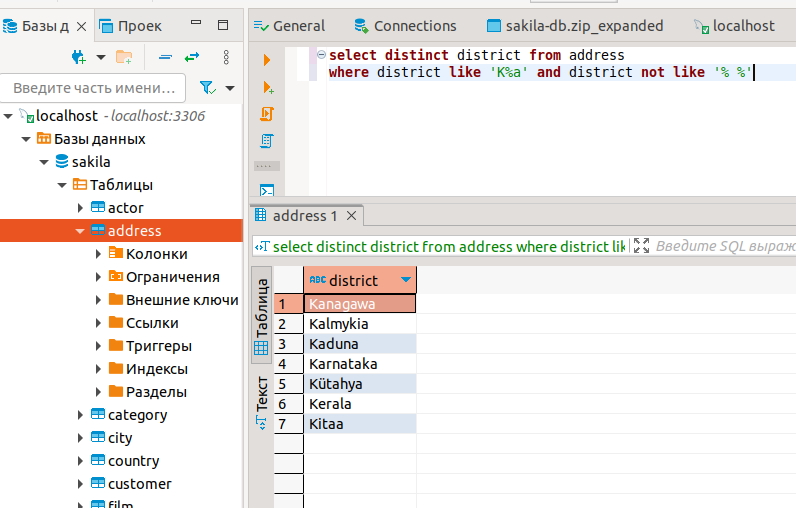 Базы д
Проек
Введите часть имени...
localhost - localhost:3306
Базы данных
sakila
Таблицы
actor
address
Колонки
Ограничения
Внешние ключи
Ссылки
Триггеры
Индексы
Разделы
category
city
country
customer
film
General
Connections
sakila-db.zip_expanded
localhost
select distinct district from address
where district like 'K%a' and district not like '% %'
address 1
select distinct district from address where district lik
Введите SQL выраж
Таблица
Текст
ABC district
1 Kanagawa
2 Kalmykia
3 Kaduna
4 Karnataka
5 Kütahya
6 Kerala
7 Kitaa